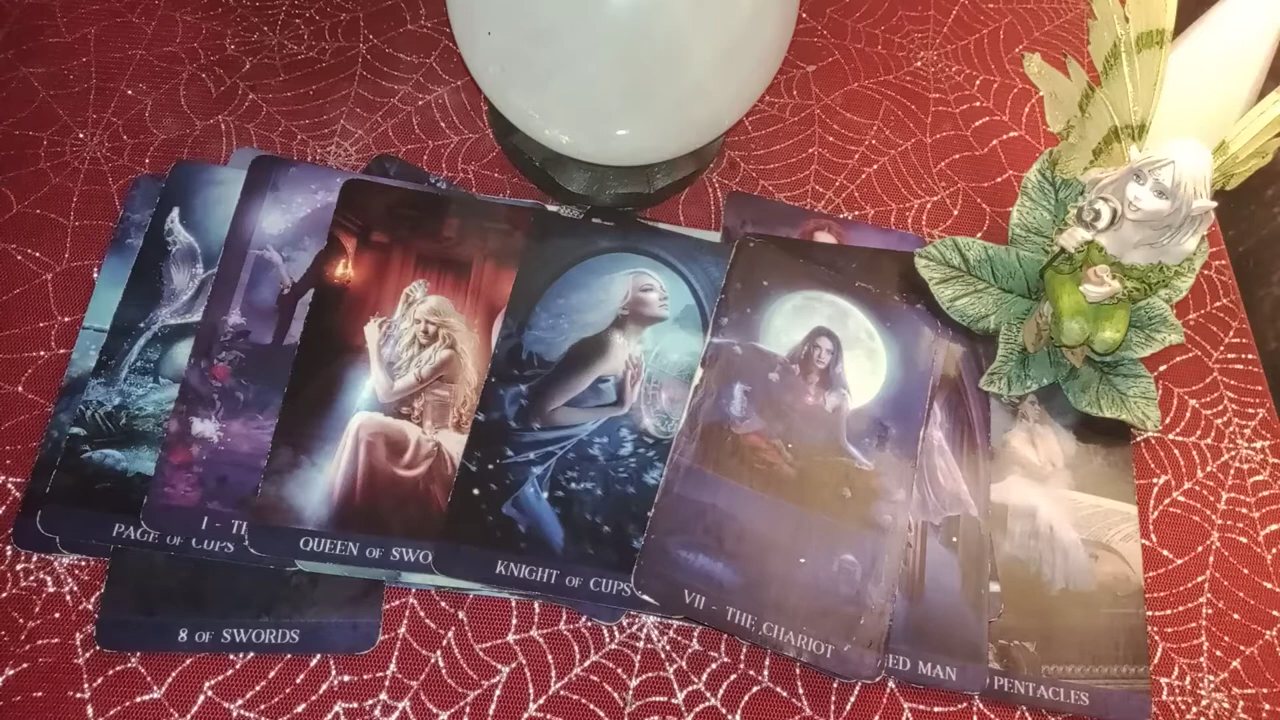 PAGE OF CUPS
I - T
QUEEN OF SWO
KNIGHT OF CUPS
VII - THE CHARIOT
ED MAN
PENTACLES
8 OF SWORDS